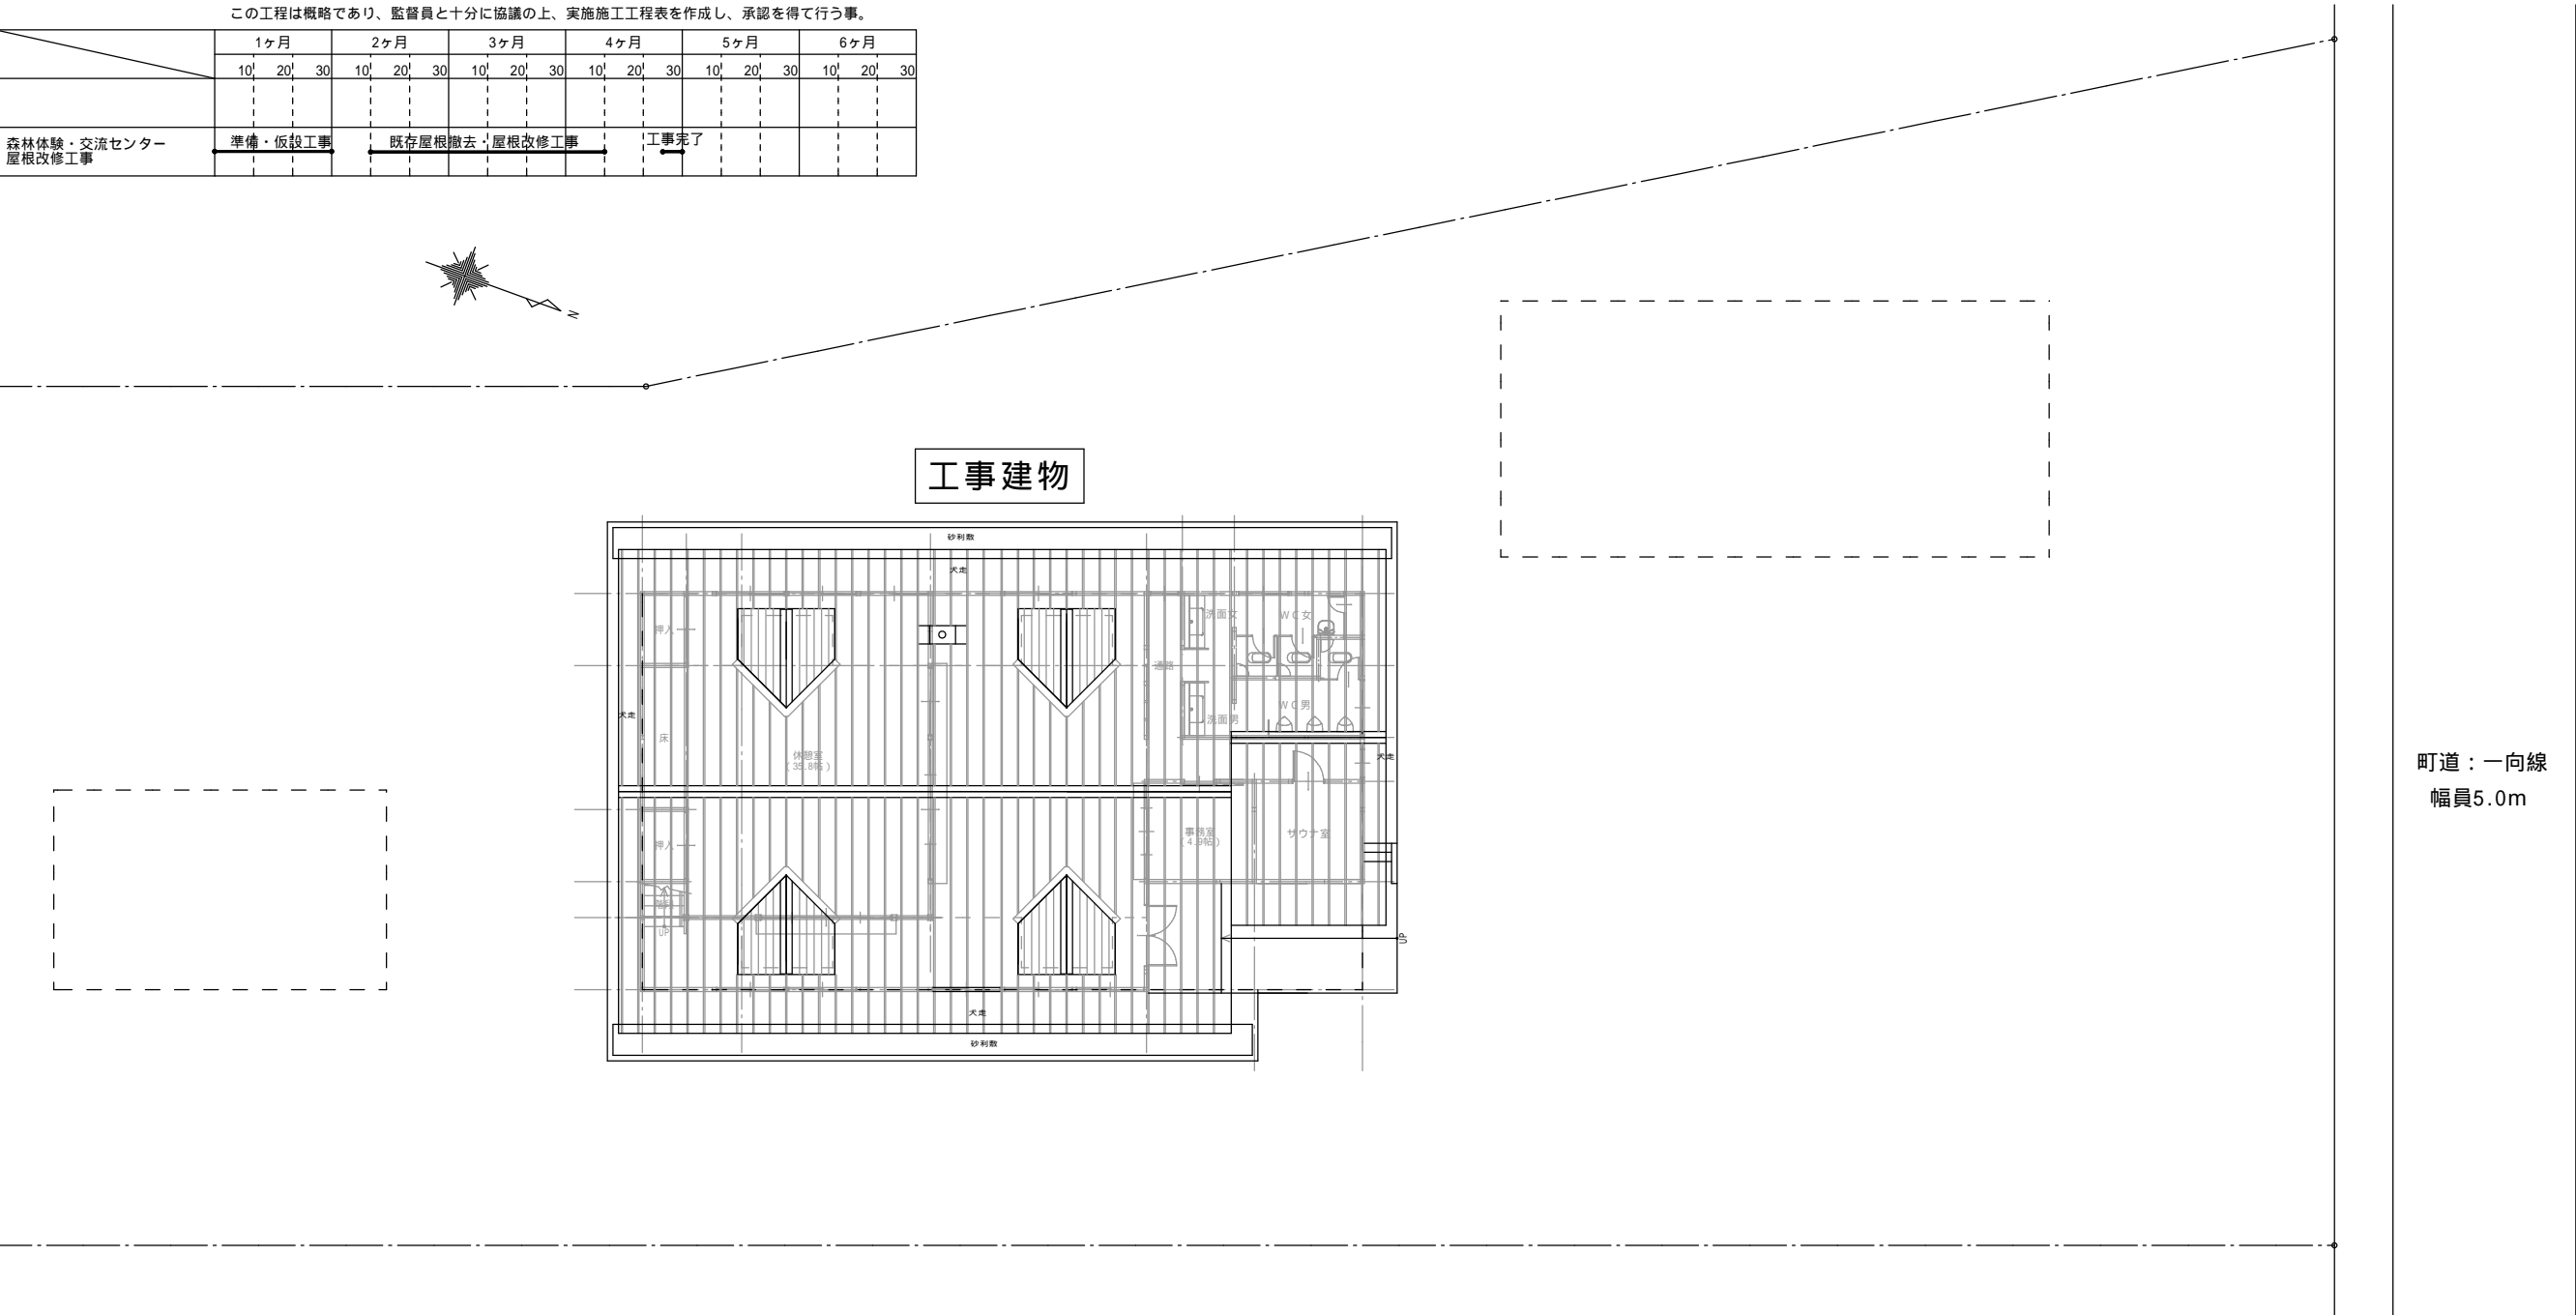 この工程は概略であり、監督員と十分に協議の上、実施施工工程表を作成し、承認を得て行う事。
1ヶ月 2ヶ月 3ヶ月 4ヶ月 5ヶ月 6ヶ月
10 20 30 10 20 30 10 20 30 10 20 30 10 20 30 10 20 30
森林体験・交流センター
屋根改修工事
準備・仮設工事 既存屋根撤去・屋根改修工事 工事完了
N
工事建物
砂利敷
犬走
洗面女 WC女
押入
通路
WC男
犬走
洗面男
床
休憩室
(35.8帖)
犬走
町道:一向線
幅員5.0m
事務室
(4.9帖)
サウナ室
押入
階段
UP
UP
犬走
砂利敷